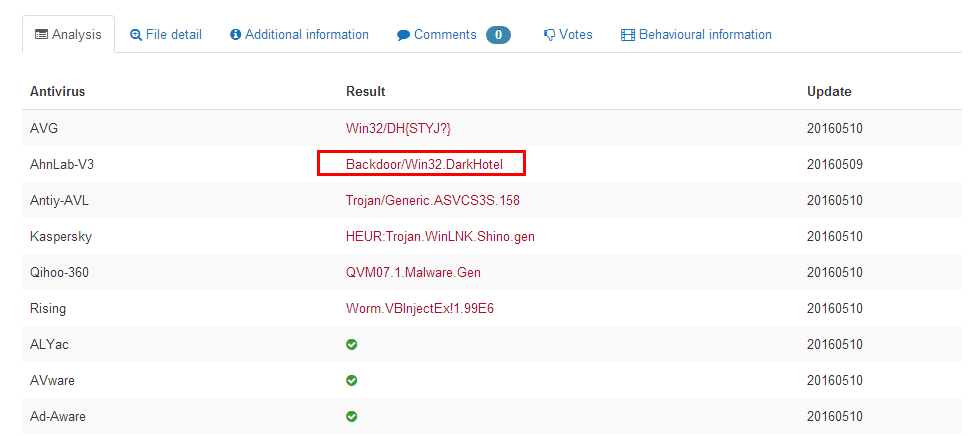 Analysis File detail Additional information Comments 0 Votes Behavioural information
Antivirus Result Update
AVG Win32/DH{STYJ?} 20160510
AhnLab-V3 Backdoor/Win32.DarkHotel 20160509
Antiy-AVL Trojan/Generic.ASVCS3S.158 20160510
Kaspersky HEUR:Trojan.WinLNK.Shino.gen 20160510
Qihoo-360 QVM07.1.Malware.Gen 20160510
Rising Worm.VBInjectEx!1.99E6 20160510
ALYac 20160510
AVware 20160510
Ad-Aware 20160510